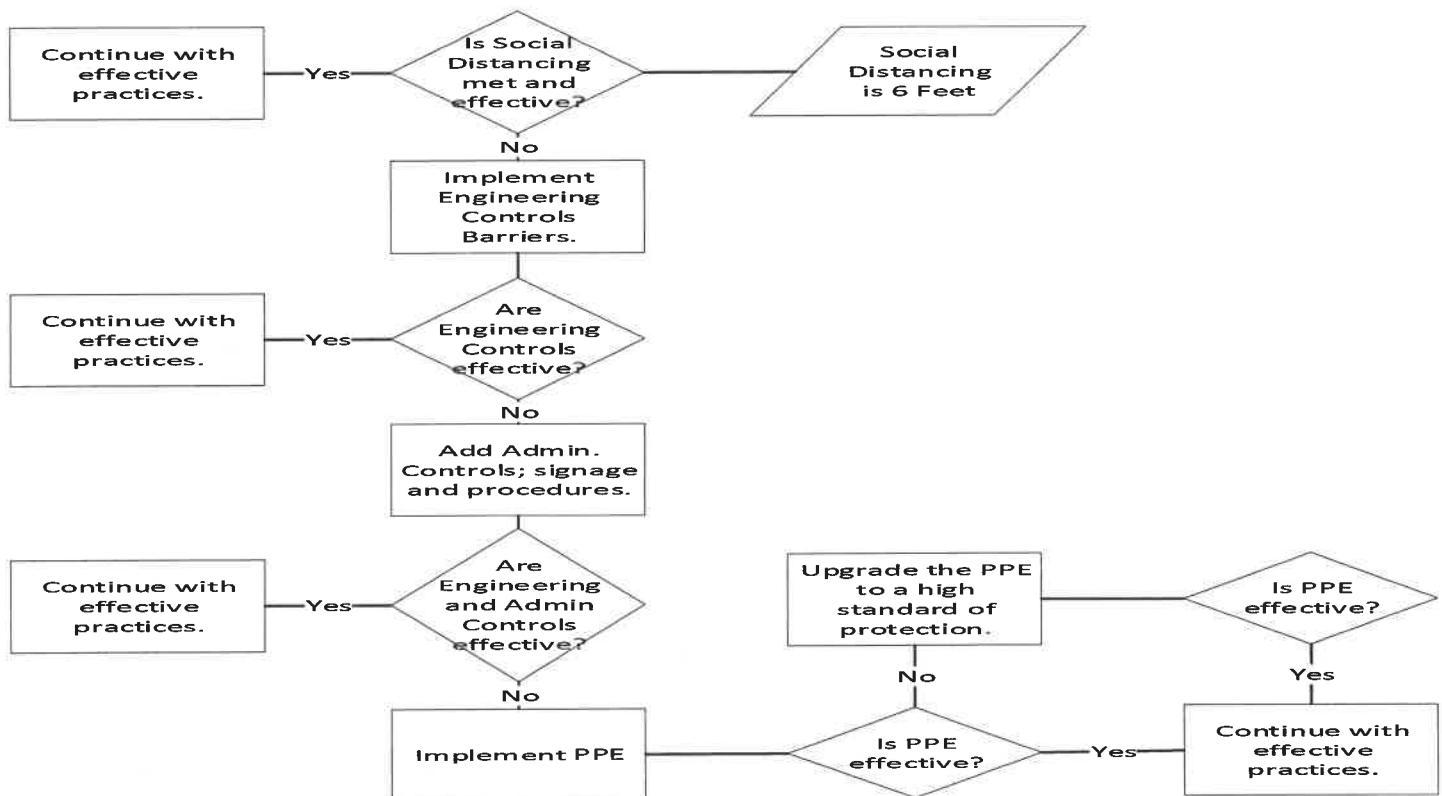 Continue with
effective
practices.
Yes
Is Social
Distancing
met and
effective?
Social
Distancing
is 6 Feet
No
Implement
Engineering
Controls
Barriers.
Continue with
effective
practices.
Yes
Are
Engineering
Controls
effective?
No
Add Admin.
Controls; signage
and procedures.
Continue with
effective
practices.
Yes
Are
Engineering
and Admin
Controls
effective?
Upgrade the PPE
to a high
standard of
protection.
Is PPE
effective?
No
No
Yes
Implement PPE
Is PPE
effective?
Yes
Continue with
effective
practices.